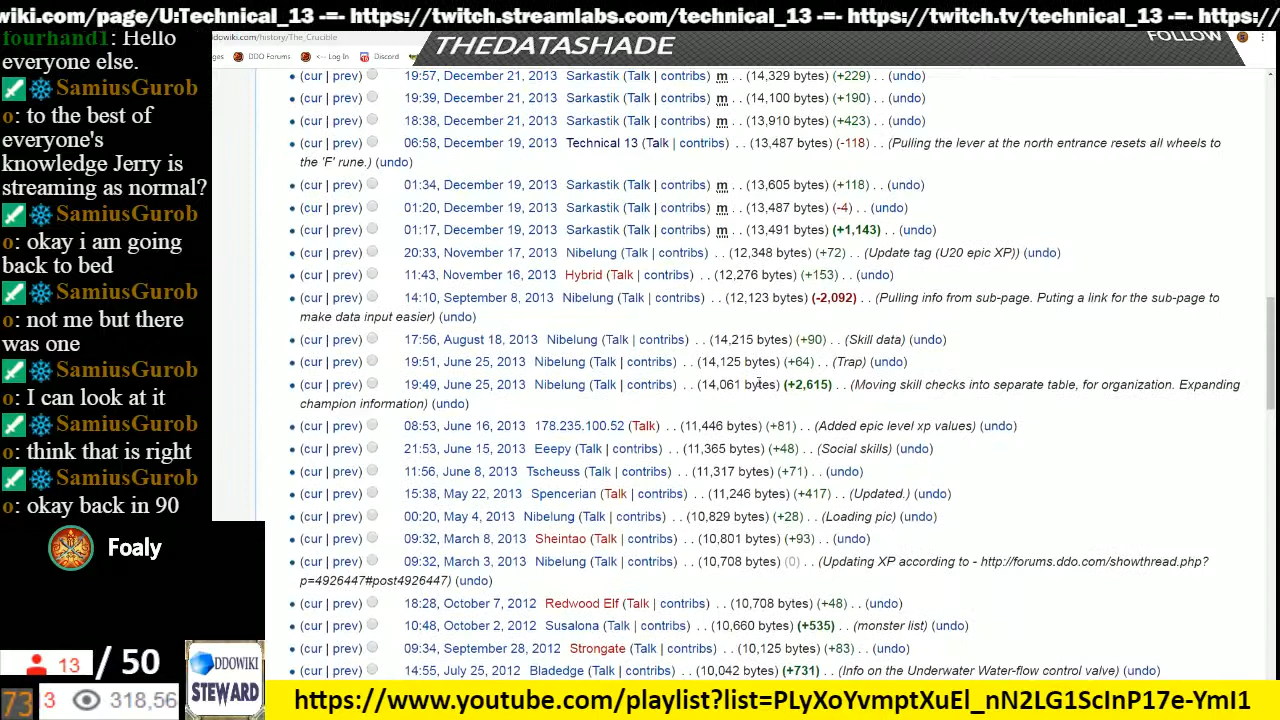 wiki.com/page/U:Technical_13 -=- https://twitch.streamlabs.com/technical_13 -=- https://twitch.tv/technical_13 -=- https:/
fourhand1: Hello
everyone else.
SamiusGurob
o: to the best of
everyone's
knowledge Jerry is
streaming as normal?
SamiusGurob
o: okay i am going
back to bed
SamiusGurob
o: not me but there
was one
SamiusGurob
o: I can look at it
SamiusGurob
o: think that is right
SamiusGurob
o: okay back in 90
Foaly
13 / 50
73 3 318,56
DDOWIKI
STEWARD
dowiki.com/history/The_Crucible
THEDATASHADE
FOLLOW
ges DDO Forums <-- Log In Discord
(cur | prev) 19:57, December 21, 2013 Sarkastik (Talk | contribs) m . . (14,329 bytes) (+229) . . (undo)
(cur | prev) 19:39, December 21, 2013 Sarkastik (Talk | contribs) m . . (14,100 bytes) (+190) . . (undo)
(cur | prev) 18:38, December 21, 2013 Sarkastik (Talk | contribs) m . . (13,910 bytes) (+423) . . (undo)
(cur | prev) 06:58, December 19, 2013 Technical 13 (Talk | contribs) . . (13,487 bytes) (-118) . . (Pulling the lever at the north entrance resets all wheels to
the 'F' rune.) (undo)
(cur | prev) 01:34, December 19, 2013 Sarkastik (Talk | contribs) m . . (13,605 bytes) (+118) . . (undo)
(cur | prev) 01:20, December 19, 2013 Sarkastik (Talk | contribs) m . . (13,487 bytes) (-4) . . (undo)
(cur | prev) 01:17, December 19, 2013 Sarkastik (Talk | contribs) m . . (13,491 bytes) (+1,143) . . (undo)
(cur | prev) 20:33, November 17, 2013 Nibelung (Talk | contribs) . . (12,348 bytes) (+72) . . (Update tag (U20 epic XP)) (undo)
(cur | prev) 11:43, November 16, 2013 Hybrid (Talk | contribs) . . (12,276 bytes) (+153) . . (undo)
(cur | prev) 14:10, September 8, 2013 Nibelung (Talk | contribs) . . (12,123 bytes) (-2,092) . . (Pulling info from sub-page. Puting a link for the sub-page to
make data input easier) (undo)
(cur | prev) 17:56, August 18, 2013 Nibelung (Talk | contribs) . . (14,215 bytes) (+90) . . (Skill data) (undo)
(cur | prev) 19:51, June 25, 2013 Nibelung (Talk | contribs) . . (14,125 bytes) (+64) . . (Trap) (undo)
(cur | prev) 19:49, June 25, 2013 Nibelung (Talk | contribs) . . (14,061 bytes) (+2,615) . . (Moving skill checks into separate table, for organization. Expanding
champion information) (undo)
(cur | prev) 08:53, June 16, 2013 178.235.100.52 (Talk) . . (11,446 bytes) (+81) . . (Added epic level xp values) (undo)
(cur | prev) 21:53, June 15, 2013 Eeepy (Talk | contribs) . . (11,365 bytes) (+48) . . (Social skills) (undo)
(cur | prev) 11:56, June 8, 2013 Tscheuss (Talk | contribs) . . (11,317 bytes) (+71) . . (undo)
(cur | prev) 15:38, May 22, 2013 Spencerian (Talk | contribs) . . (11,246 bytes) (+417) . . (Updated.) (undo)
(cur | prev) 00:20, May 4, 2013 Nibelung (Talk | contribs) . . (10,829 bytes) (+28) . . (Loading pic) (undo)
(cur | prev) 09:32, March 8, 2013 Sheintao (Talk | contribs) . . (10,801 bytes) (+93) . . (undo)
(cur | prev) 09:32, March 3, 2013 Nibelung (Talk | contribs) . . (10,708 bytes) (0) . . (Updating XP according to - http://forums.ddo.com/showthread.php?
p=4926447#post4926447) (undo)
(cur | prev) 18:28, October 7, 2012 Redwood Elf (Talk | contribs) . . (10,708 bytes) (+48) . . (undo)
(cur | prev) 10:48, October 2, 2012 Susalona (Talk | contribs) . . (10,660 bytes) (+535) . . (monster list) (undo)
(cur | prev) 09:34, September 28, 2012 Strongate (Talk | contribs) . . (10,125 bytes) (+83) . . (undo)
(cur | prev) 14:55, July 25, 2012 Bladedge (Talk | contribs) . . (10,042 bytes) (+731) . . (Info on the Underwater Water-flow control valve) (undo)
https://www.youtube.com/playlist?list=PLyXoYvmptXuEl_nN2LG1ScInP17e-YmI1